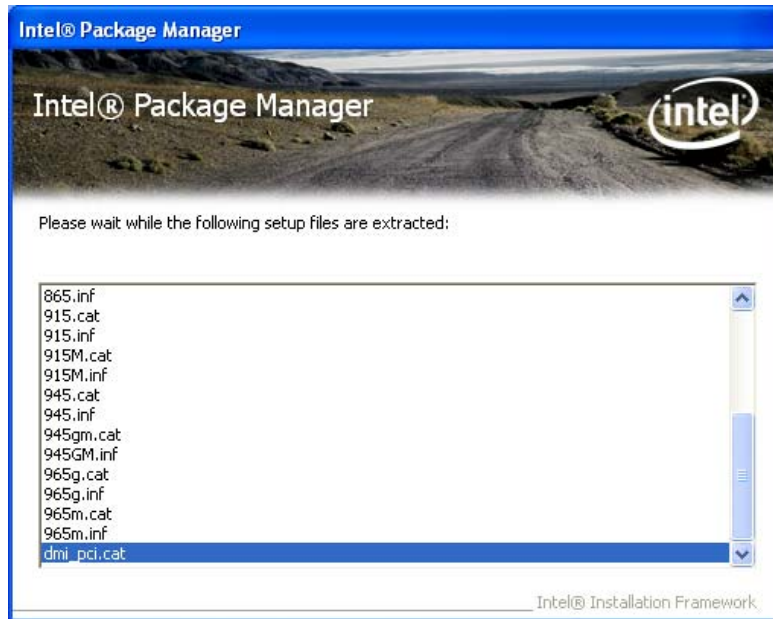 Intel® Package Manager
Intel® Package Manager
intel
Please wait while the following setup files are extracted:
865.inf
915.cat
915.inf
915M.cat
915M.inf
945.cat
945.inf
945gm.cat
945GM.inf
965g.cat
965g.inf
965m.cat
965m.inf
dmi_pci.cat
Intel® Installation Framework